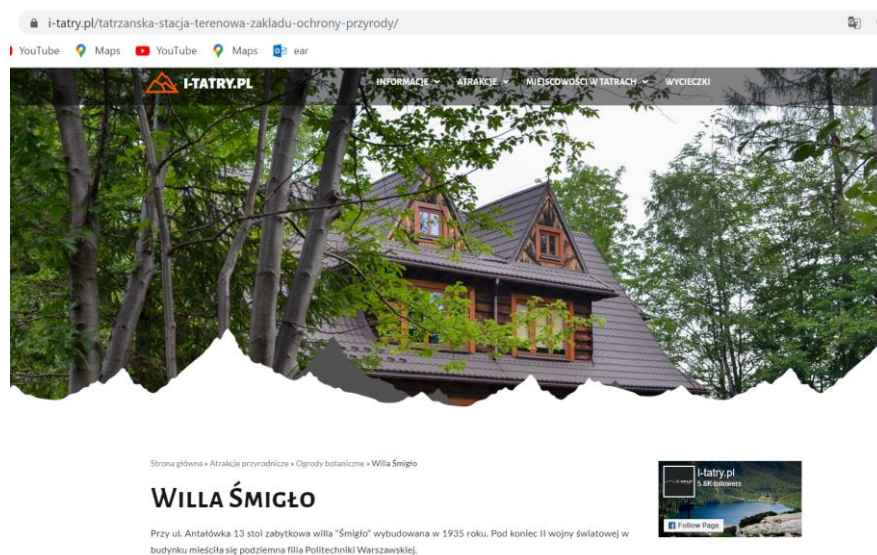 i-tatry.pl/tatrzanska-stacja-terenowa-zakladu-ochrony-przyrody/
YouTube Maps YouTube Maps ear
I-TATRY.PL INFORMACJE ATRAKCJE MIEJSCOWOŚCI W TATRACH WYCIECZKI
Strona główna » Atrakcje przyrodnicze » Ogrody botaniczne » Willa Śmigło
I-tatry.pl
5.8K followers
Follow Page
WILLA ŚMIGŁO
Przy ul. Antałówka 13 stoi zabytkowa willa "Śmigło" wybudowana w 1935 roku. Pod koniec II wojny światowej w
budynku mieściła się podziemna filia Politechniki Warszawskiej.